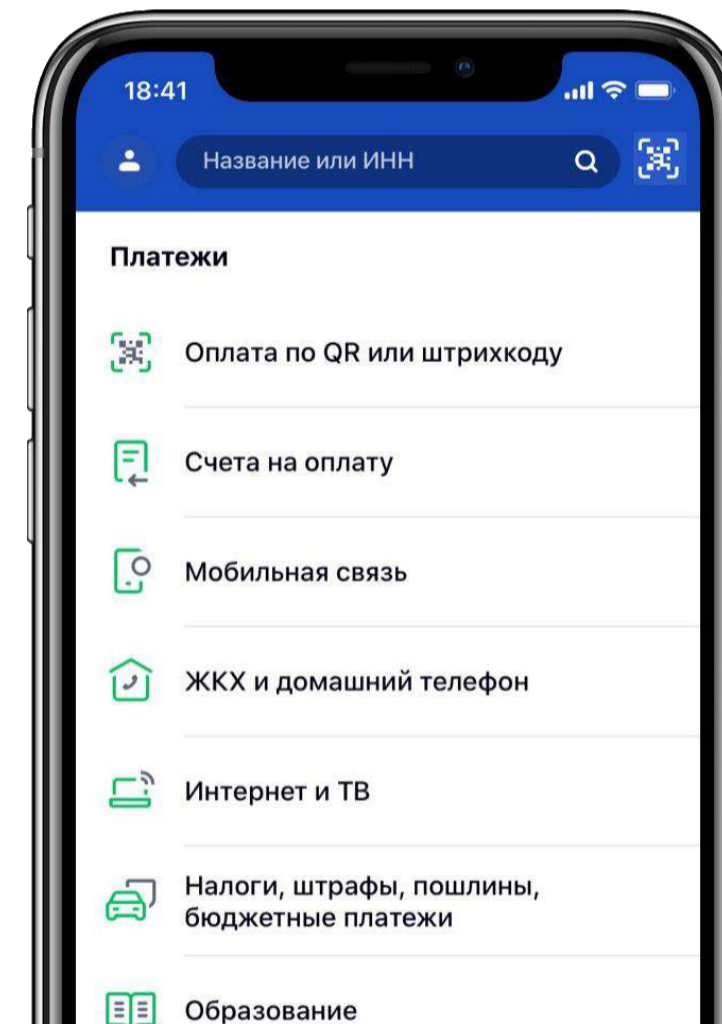 18:41
Название или ИНН
Платежи
Оплата по QR или штрихкоду
Счета на оплату
Мобильная связь
ЖКХ и домашний телефон
Интернет и ТВ
Налоги, штрафы, пошлины,
бюджетные платежи
Образование